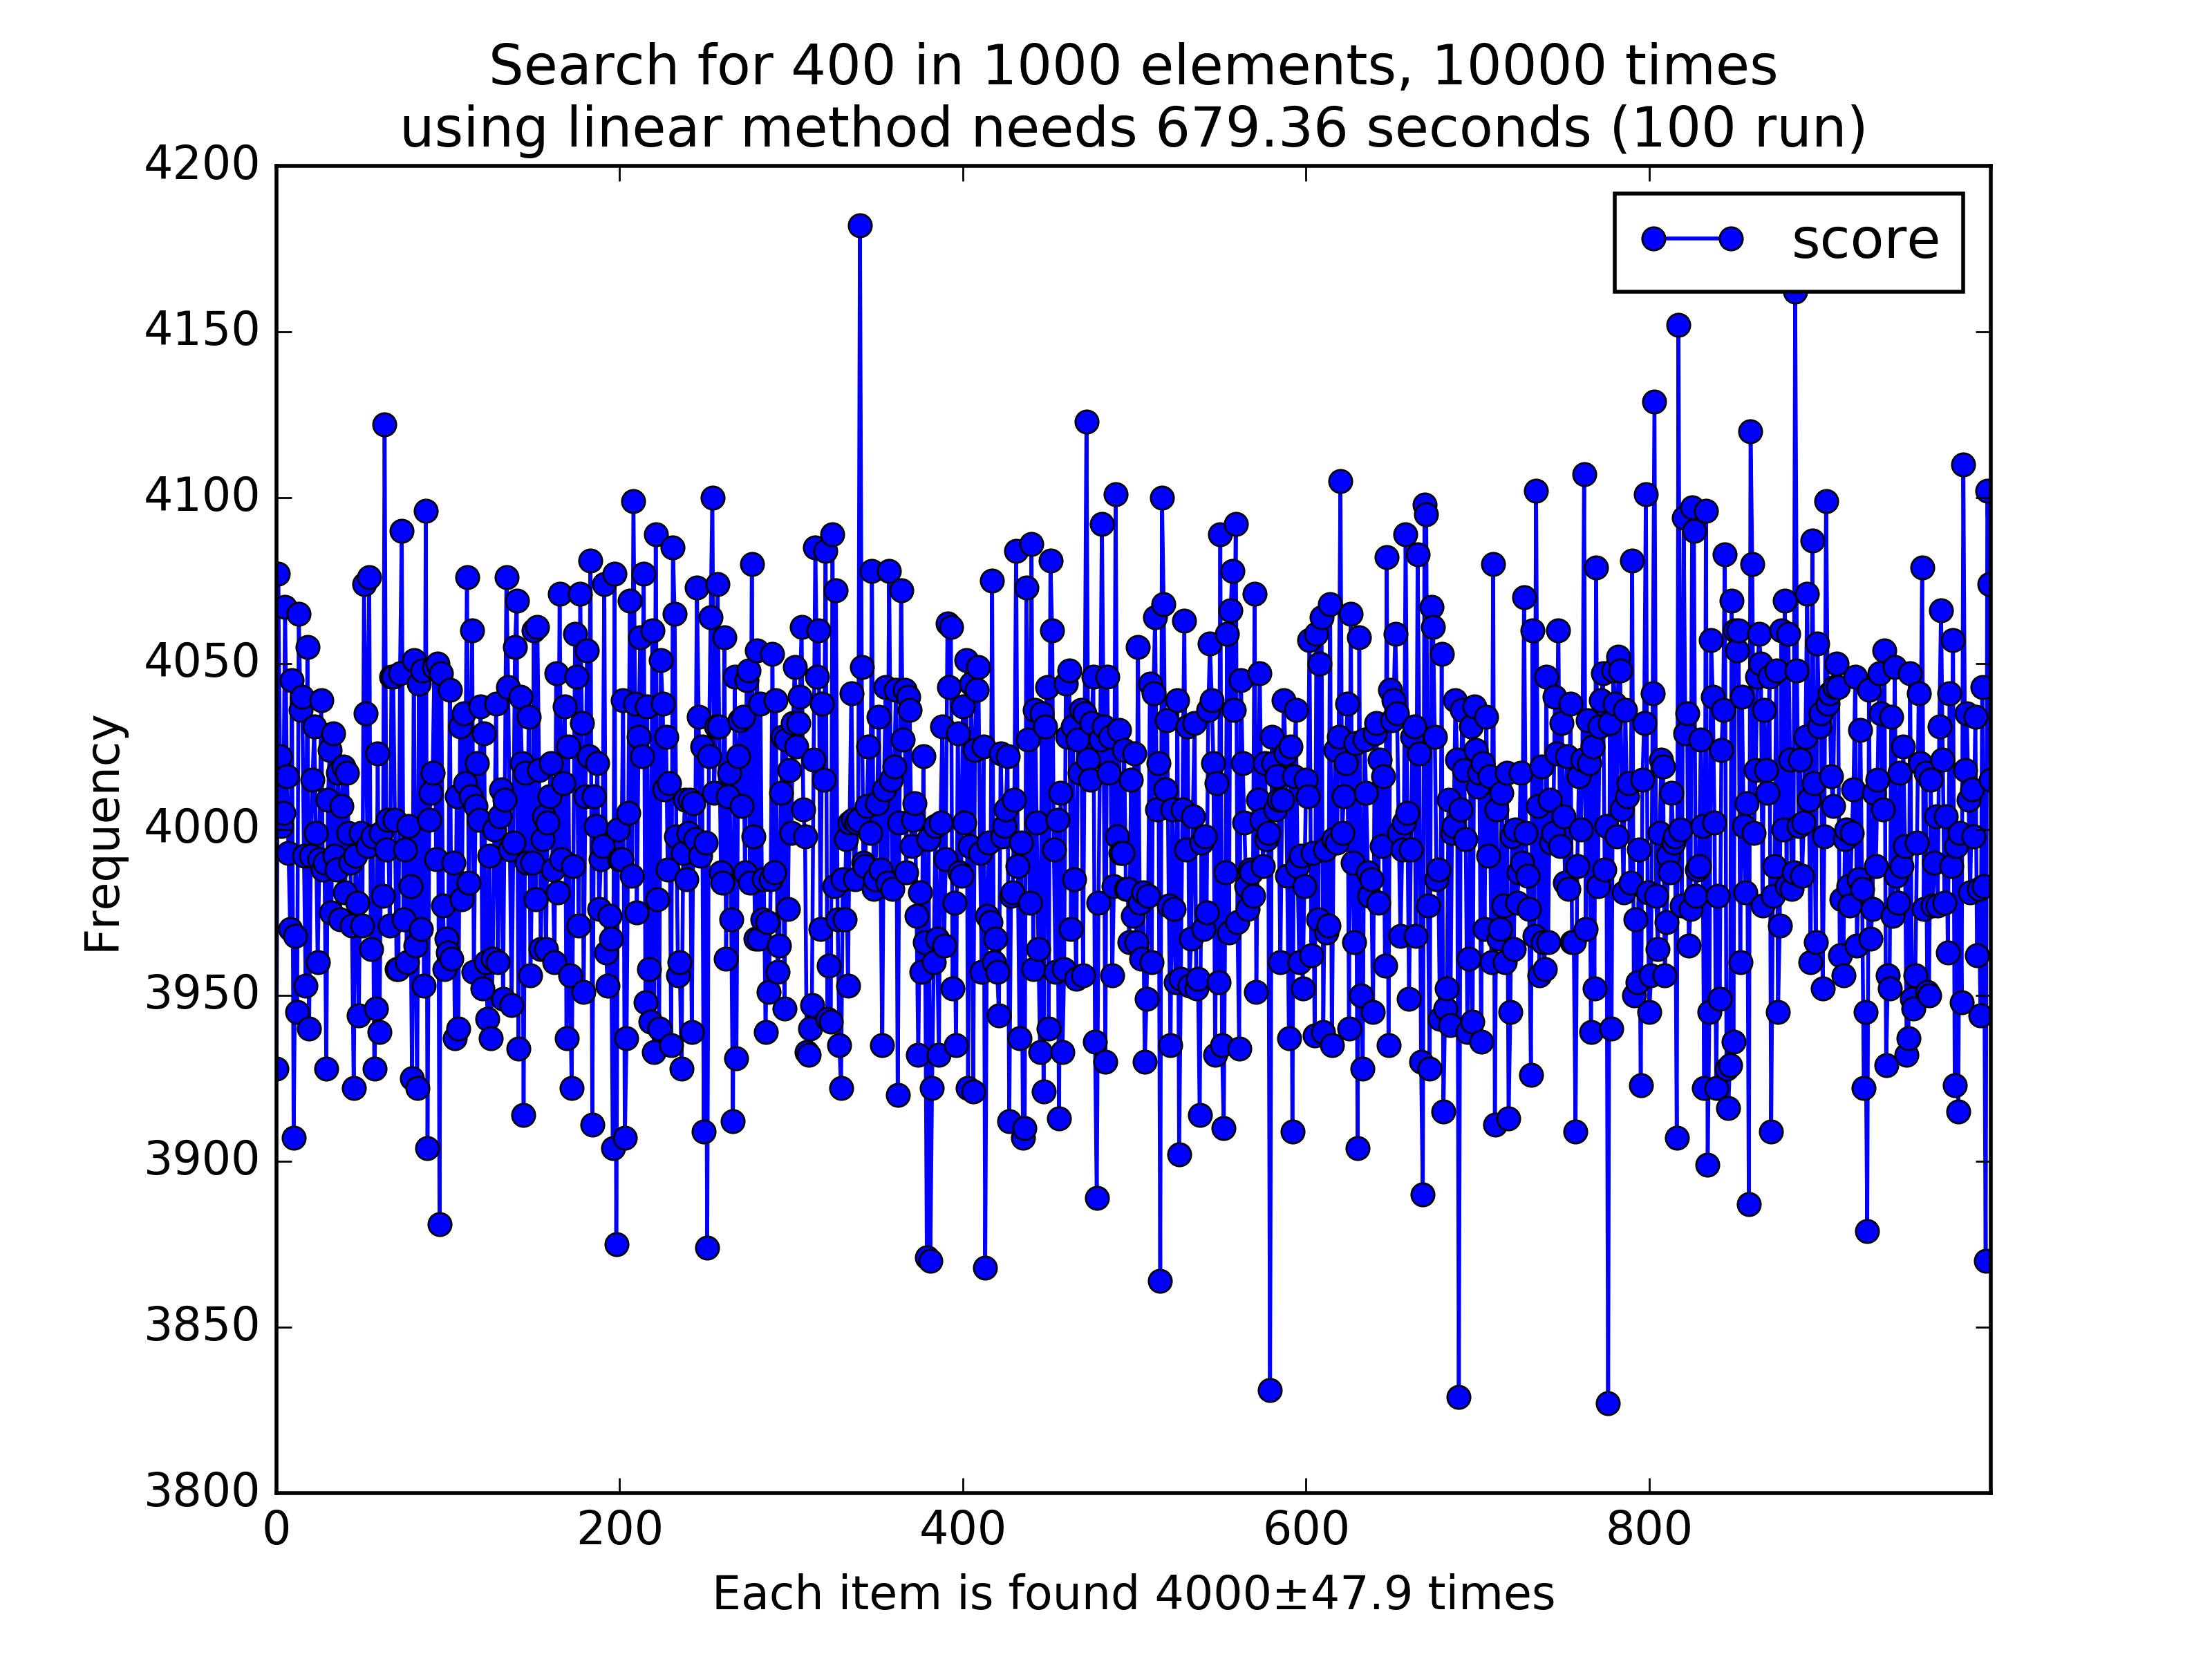 Search for 400 in 1000 elements, 10000 times
using linear method needs 679.36 seconds (100 run)
score
Frequency
4200
4150
4100
4050
4000
3950
3900
3850
3800
0 200 400 600 800
Each item is found 4000±47.9 times